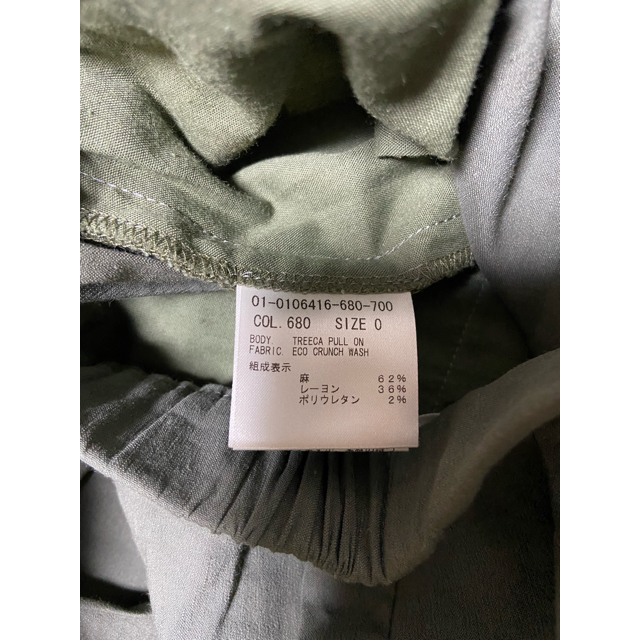 01-0106416-680-700
COL.680 SIZE 0
BODY. TREECA PULL ON
FABRIC. ECO CRUNCH WASH
組成表示
麻 62%
レーヨン 36%
ポリウレタン 2%